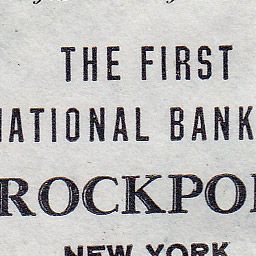 THE FIRST
NATIONAL BANK
ROCKPO
NEW YORK